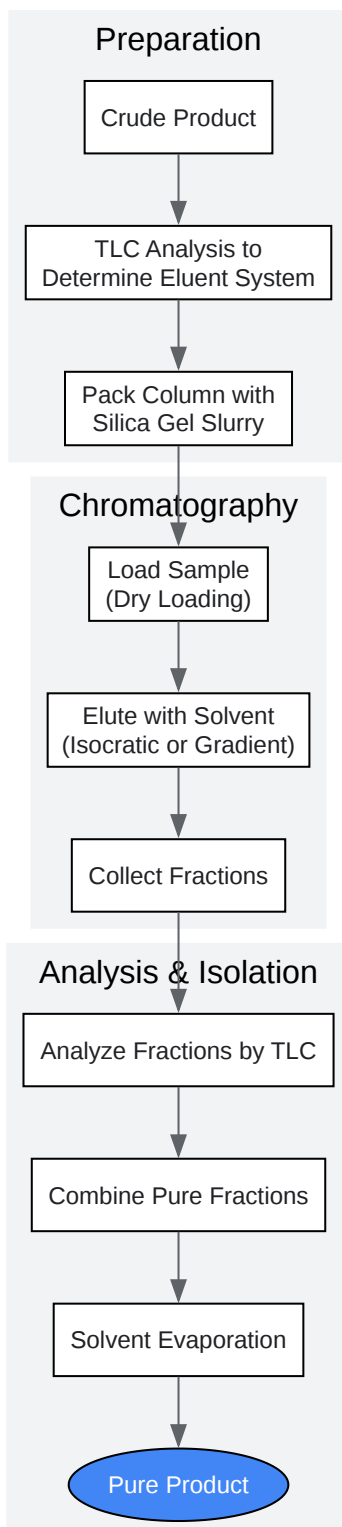 Preparation
Crude Product
TLC Analysis to
Determine Eluent System
Pack Column with
Silica Gel Slurry
Chromatography
Load Sample
(Dry Loading)
Elute with Solvent
(Isocratic or Gradient)
Collect Fractions
Analysis & Isolation
Analyze Fractions by TLC
Combine Pure Fractions
Solvent Evaporation
Pure Product